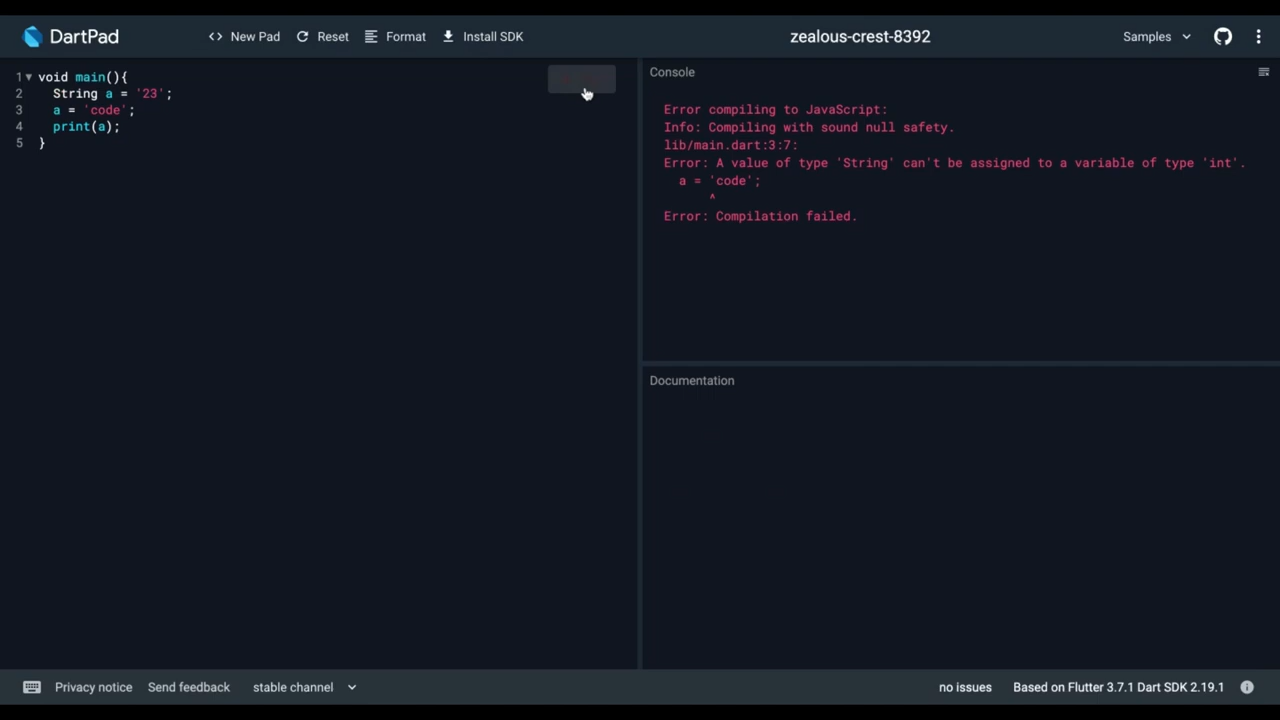 DartPad
<> New Pad
Reset
Format
Install SDK
zealous-crest-8392
Samples
1 void main(){
2 String a = '23';
3 a = 'code';
4 print(a);
5 }
Console
Error compiling to JavaScript:
Info: Compiling with sound null safety.
lib/main.dart:3:7:
Error: A value of type 'String' can't be assigned to a variable of type 'int'.
a = 'code';
^
Error: Compilation failed.
Documentation
Privacy notice
Send feedback
stable channel
no issues
Based on Flutter 3.7.1 Dart SDK 2.19.1